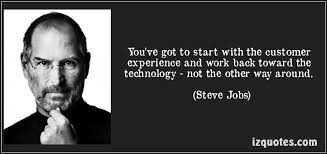 You've got to start with the customer
experience and work back toward the
technology - not the other way around.
(Steve Jobs)
izquotes.com